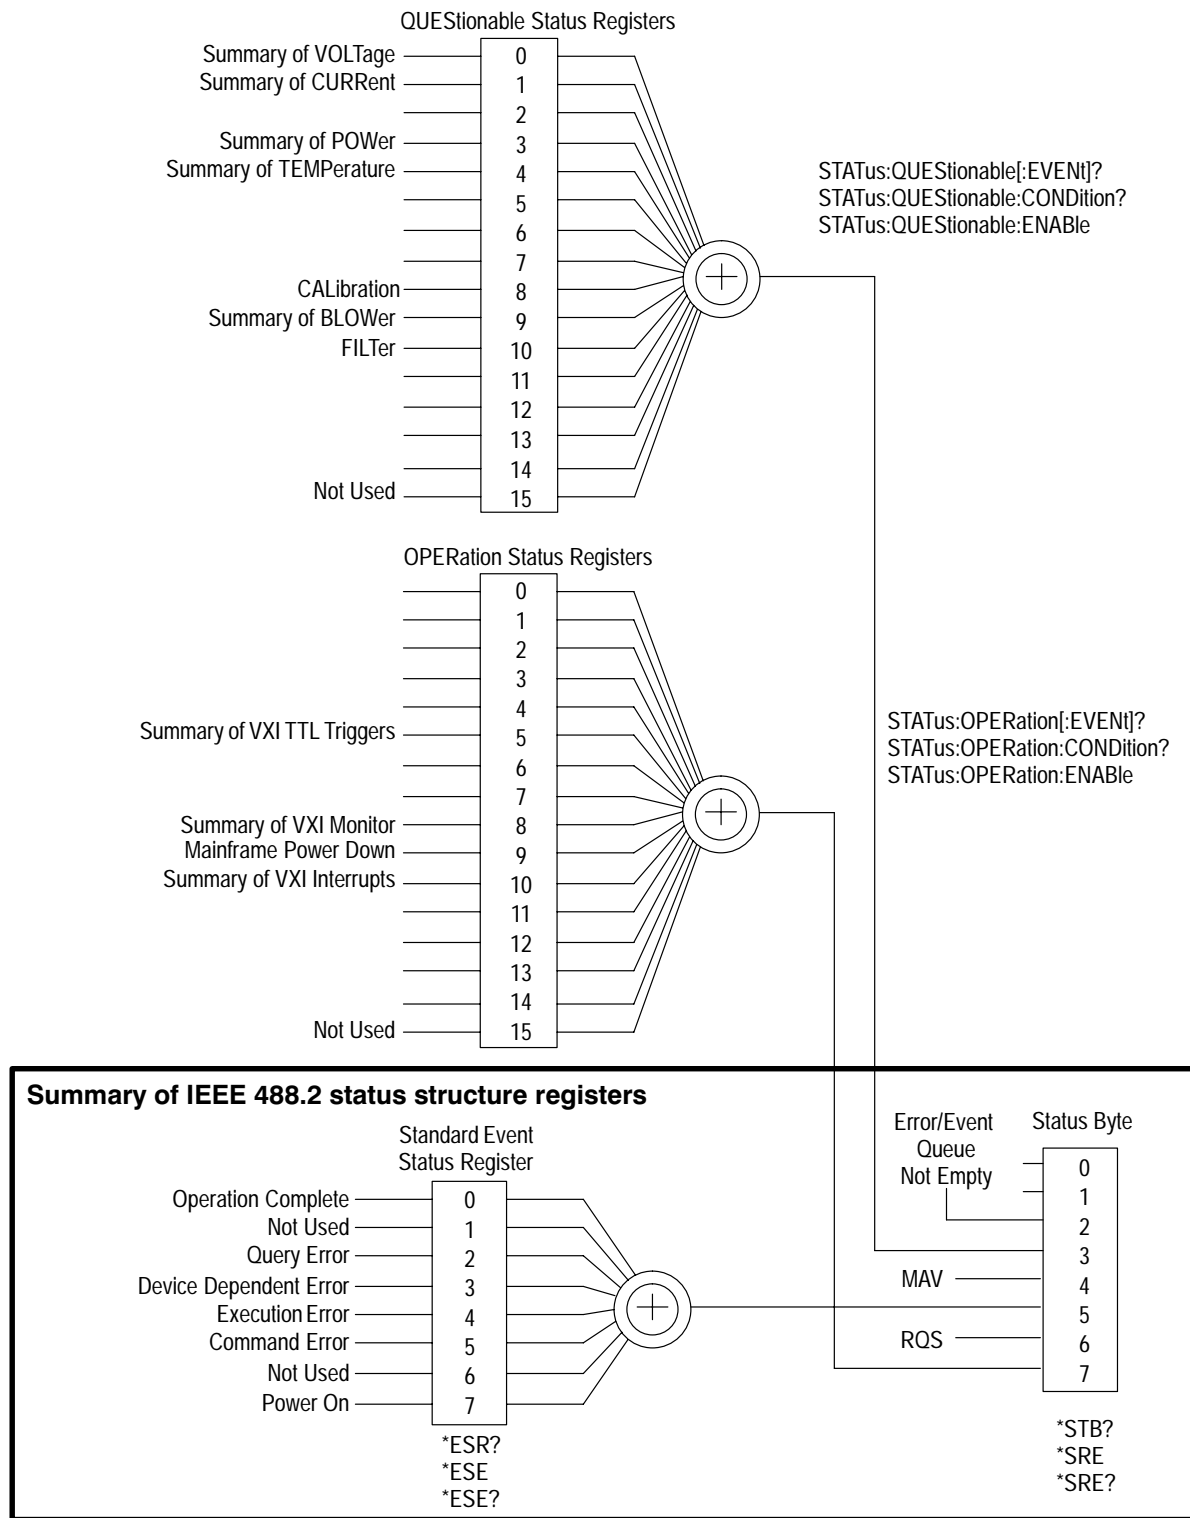 QUEStionable Status Registers
Summary of VOLTage 0
Summary of CURRent 1
2
Summary of POWer 3
Summary of TEMPerature 4
5
6
7
CALibration 8
Summary of BLOWer 9
FILTer 10
11
12
13
14
Not Used 15
STATus:QUEStionable[:EVENt]?
STATus:QUEStionable:CONDition?
STATus:QUEStionable:ENABle
OPERation Status Registers
0
1
2
3
4
Summary of VXI TTL Triggers 5
6
7
Summary of VXI Monitor 8
Mainframe Power Down 9
Summary of VXI Interrupts 10
11
12
13
14
Not Used 15
STATus:OPERation[:EVENt]?
STATus:OPERation:CONDition?
STATus:OPERation:ENABle
Summary of IEEE 488.2 status structure registers
Standard Event
Status Register
Operation Complete 0
Not Used 1
Query Error 2
Device Dependent Error 3
Execution Error 4
Command Error 5
Not Used 6
Power On 7
*ESR?
*ESE
*ESE?
Error/Event
Queue
Not Empty
Status Byte
0
1
2
3
MAV 4
5
RQS 6
7
*STB?
*SRE
*SRE?